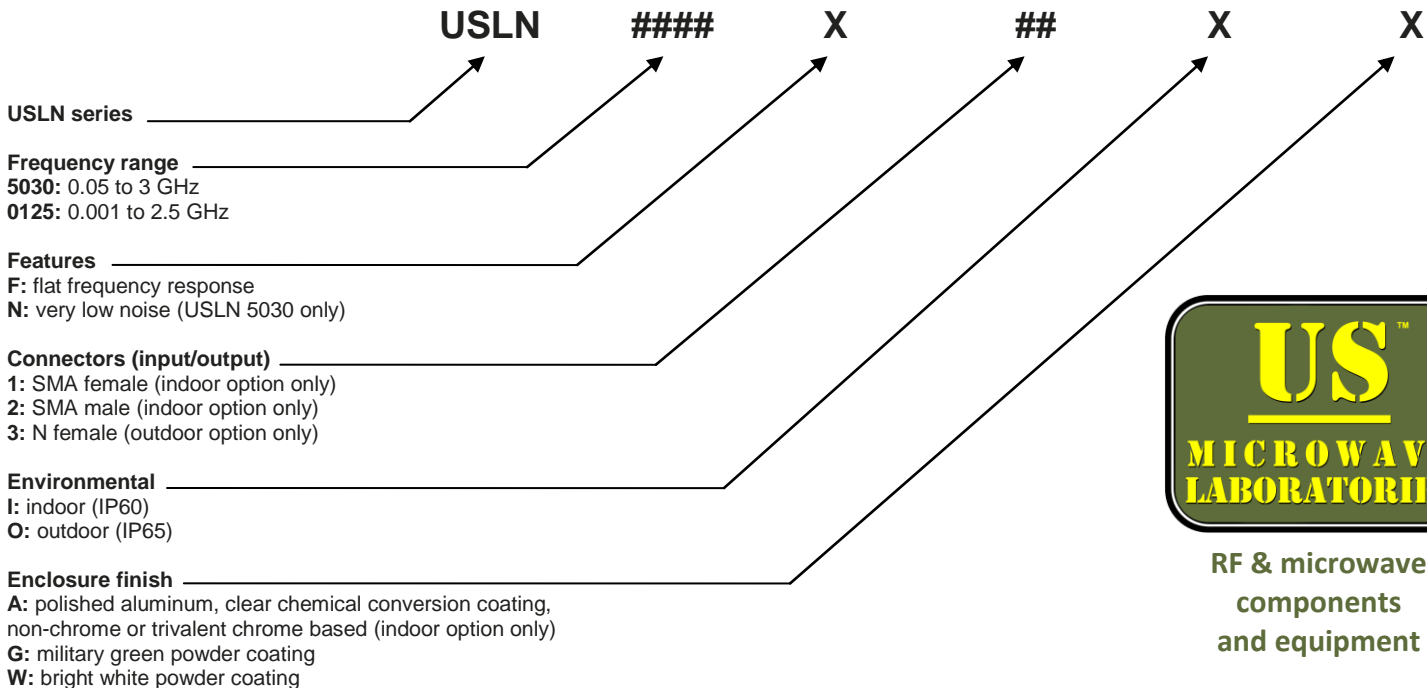 USLN #### X ## X X
USLN series
Frequency range
5030: 0.05 to 3 GHz
0125: 0.001 to 2.5 GHz
Features
F: flat frequency response
N: very low noise (USLN 5030 only)
Connectors (input/output)
1: SMA female (indoor option only)
2: SMA male (indoor option only)
3: N female (outdoor option only)
Environmental
I: indoor (IP60)
O: outdoor (IP65)
Enclosure finish
A: polished aluminum, clear chemical conversion coating,
non-chrome or trivalent chrome based (indoor option only)
G: military green powder coating
W: bright white powder coating
US™
MICROWAV
LABORATORII
RF & microwave
components
and equipment